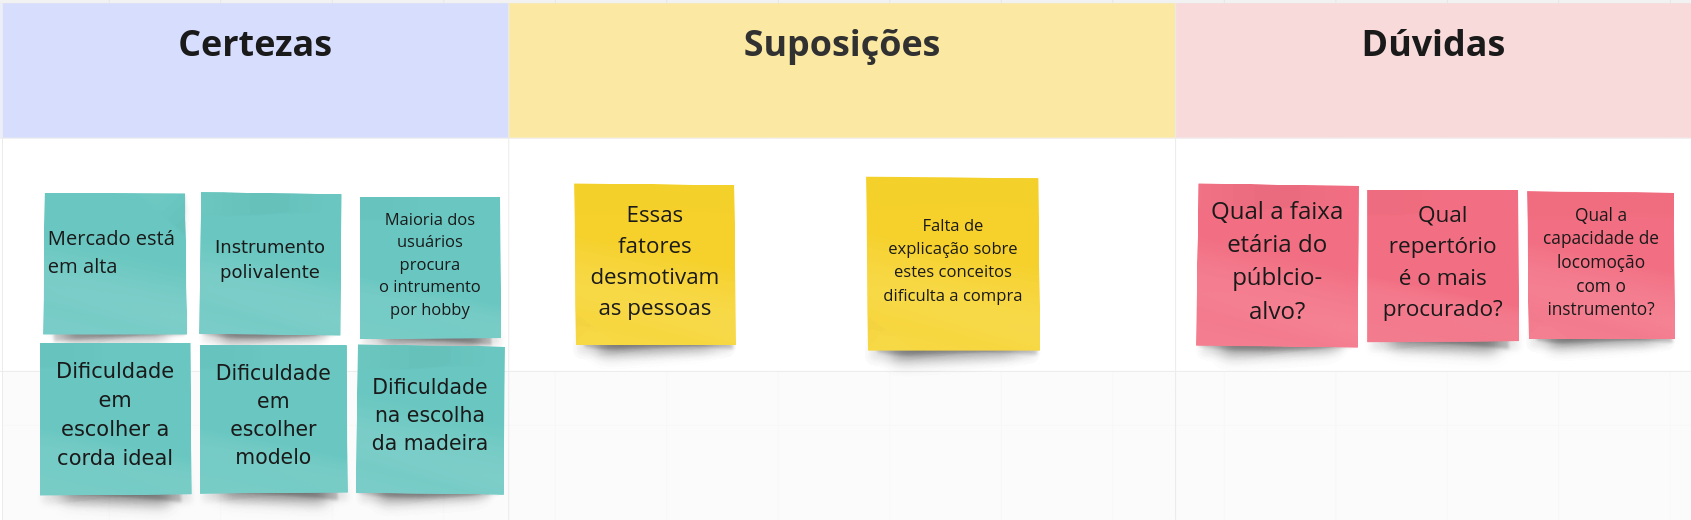 Certezas
Suposições
Dúvidas
Mercado está
em alta
Instrumento
polivalente
Maioria dos
usuários
procura
o intrumento
por hobby
Dificuldade
em
escolher a
corda ideal
Dificuldade
em
escolher
modelo
Dificuldade
na escolha
da madeira
Essas
fatores
desmotivam
as pessoas
Falta de
explicação sobre
estes conceitos
dificulta a compra
Qual a faixa
etária do
públcio-
alvo?
Qual
repertório
é o mais
procurado?
Qual a
capacidade de
locomoção
com o
instrumento?